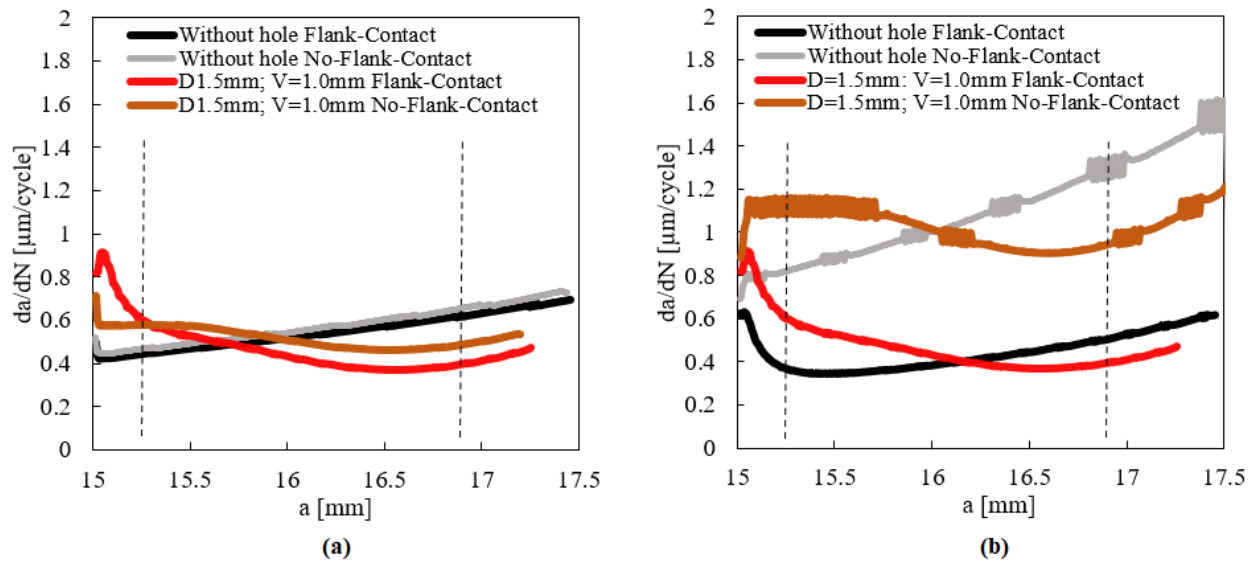 2
1.8
1.6
1.4
1.2
1
0.8
0.6
0.4
0.2
0
da/dN [µm/cycle]
Without hole Flank-Contact
Without hole No-Flank-Contact
D1.5mm; V=1.0mm Flank-Contact
D1.5mm; V=1.0mm No-Flank-Contact
15 15.5 16 16.5 17 17.5
a [mm]
(a)
2
1.8
1.6
1.4
1.2
1
0.8
0.6
0.4
0.2
0
da/dN [µm/cycle]
Without hole Flank-Contact
Without hole No-Flank-Contact
D=1.5mm: V=1.0mm Flank-Contact
D=1.5mm; V=1.0mm No-Flank-Contact
15 15.5 16 16.5 17 17.5
a [mm]
(b)